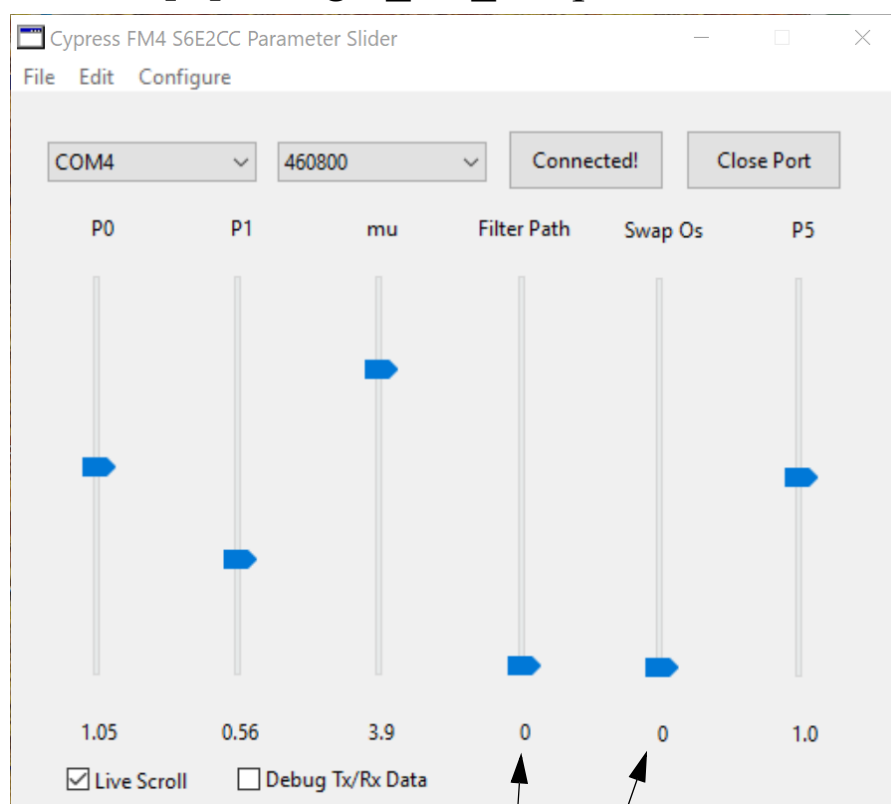 Cypress FM4 S6E2CC Parameter Slider
File Edit Configure
COM4 460800 Connected! Close Port
P0 P1 mu Filter Path Swap Os P5
1.05 0.56 3.9 0 0 1.0
Live Scroll Debug Tx/Rx Data